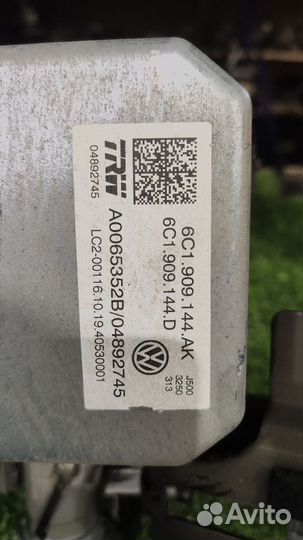 6C1.909.144.AK
6C1.909.144.D
J500
3250
313
TRW
04892745
A0065352B/04892745
LC2-00116.10.19.40530001
Avito